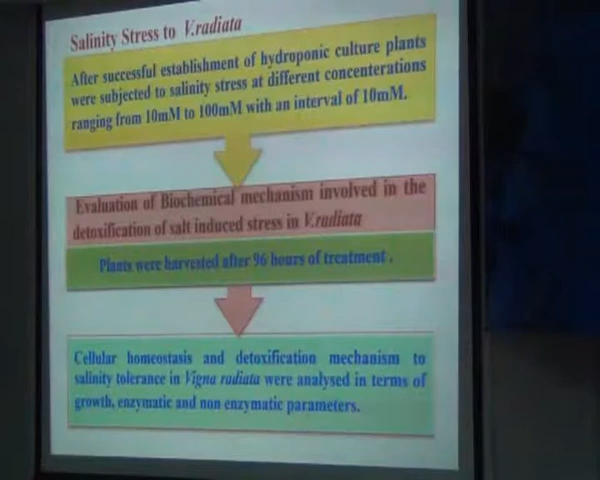 Salinity Stress to V.radiata
After successful establishment of hydroponic culture plants
were subjected to salinity stress at different concenterations
ranging from 10mM to 100mM with an interval of 10mM.
Evaluation of Biochemical mechanism involved in the
detoxification of salt induced stress in V.radiata
Plants were harvested after 96 hours of treatment .
Cellular homeostasis and detoxification mechanism to
salinity tolerance in Vigna radiata were analysed in terms of
growth, enzymatic and non enzymatic parameters.